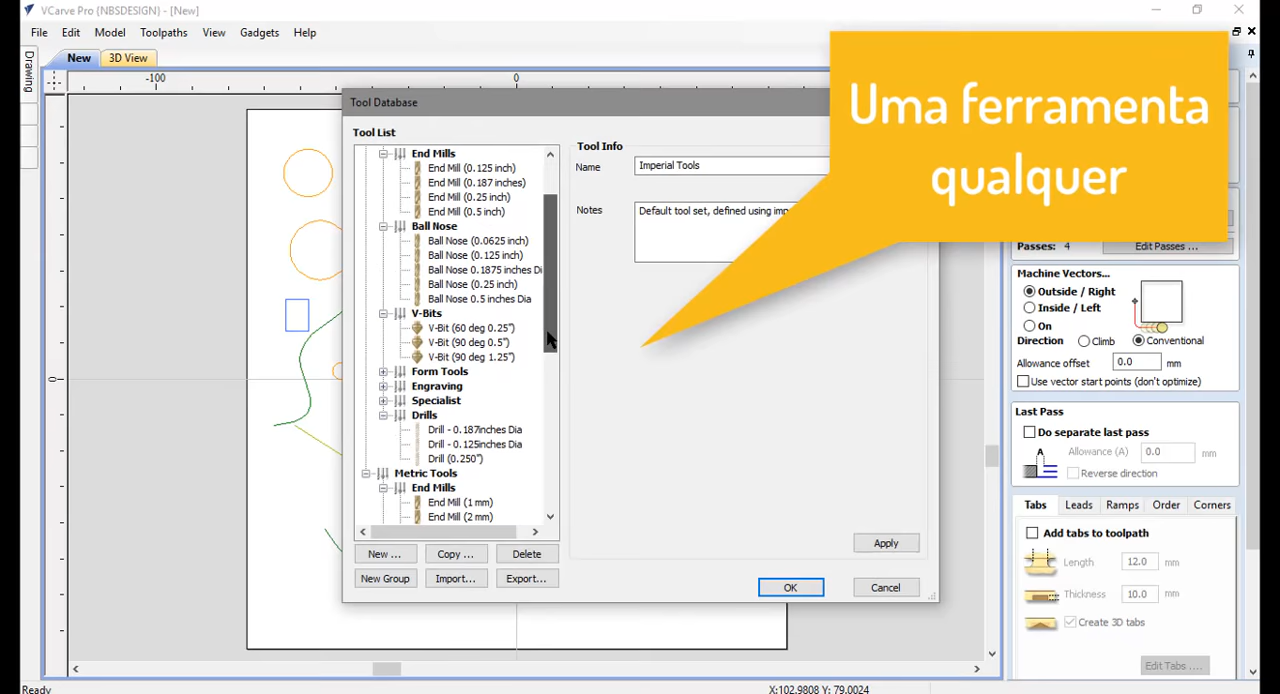 VCarve Pro (NBSDESIGN) - [New]
File Edit Model Toolpaths View Gadgets Help
New 3D View
Drawing
-100 0
0
Tool Database
Tool List
End Mills
End Mill (0.125 inch)
End Mill (0.187 inches)
End Mill (0.25 inch)
End Mill (0.5 inch)
Ball Nose
Ball Nose (0.0625 inch)
Ball Nose (0.125 inch)
Ball Nose 0.1875 inches Di
Ball Nose (0.25 inch)
Ball Nose 0.5 inches Dia
V-Bits
V-Bit (60 deg 0.25")
V-Bit (90 deg 0.5")
V-Bit (90 deg 1.25")
Form Tools
Engraving
Specialist
Drills
Drill - 0.187inches Dia
Drill - 0.125inches Dia
Drill (0.250")
Metric Tools
End Mills
End Mill (1 mm)
End Mill (2 mm)
New ... Copy ... Delete
New Group Import... Export...
Tool Info
Name Imperial Tools
Notes Default tool set, defined using imp
Apply
OK Cancel
Uma ferramenta
qualquer
Passes: 4 Edit Passes ...
Machine Vectors...
Outside / Right
Inside / Left
On
Direction Climb Conventional
Allowance offset 0.0 mm
Use vector start points (don't optimize)
Last Pass
Do separate last pass
A Allowance (A) 0.0 mm
Reverse direction
Tabs Leads Ramps Order Corners
Add tabs to toolpath
Length 12.0 mm
Thickness 10.0 mm
Create 3D tabs
Edit Tabs ....
Ready X:102.9808 Y: 79.0024